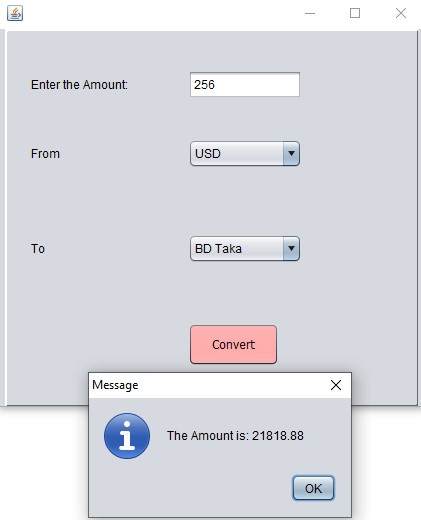 Enter the Amount:
256
From
USD
To
BD Taka
Convert
Message
The Amount is: 21818.88
OK